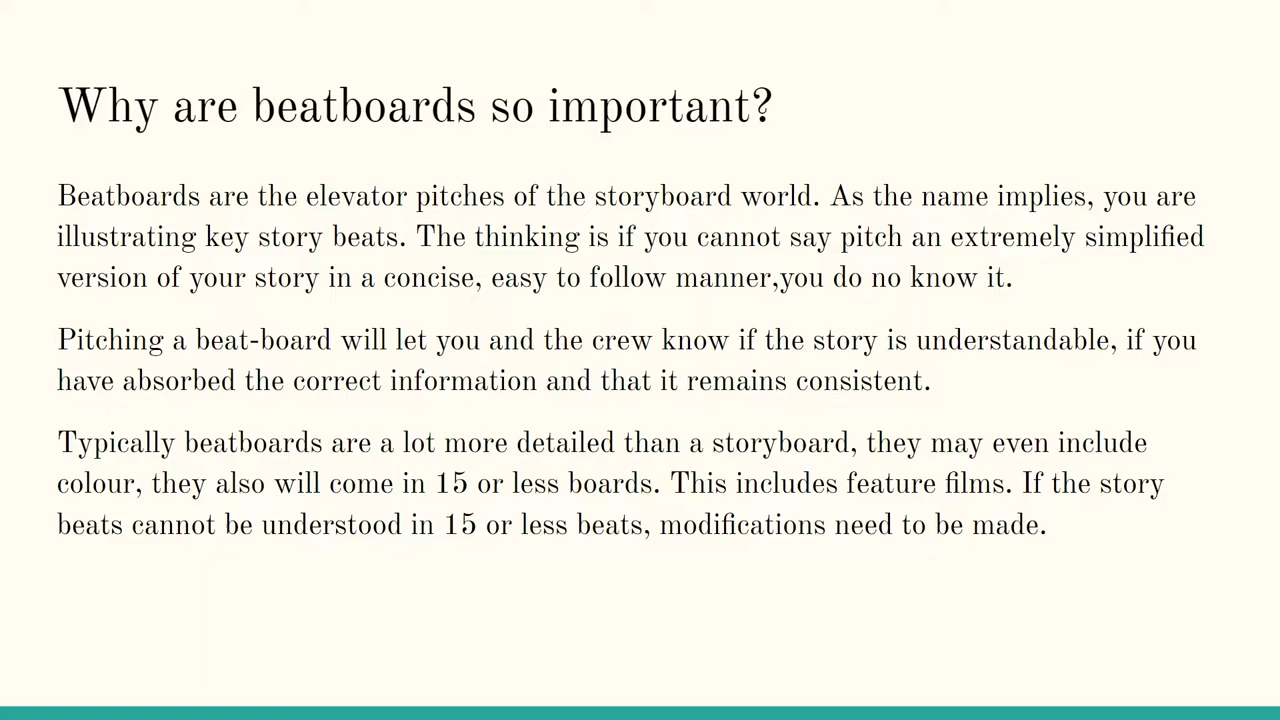 Why are beatboards so important?
Beatboards are the elevator pitches of the storyboard world. As the name implies, you are
illustrating key story beats. The thinking is if you cannot say pitch an extremely simplified
version of your story in a concise, easy to follow manner,you do no know it.
Pitching a beat-board will let you and the crew know if the story is understandable, if you
have absorbed the correct information and that it remains consistent.
Typically beatboards are a lot more detailed than a storyboard, they may even include
colour, they also will come in 15 or less boards. This includes feature films. If the story
beats cannot be understood in 15 or less beats, modifications need to be made.